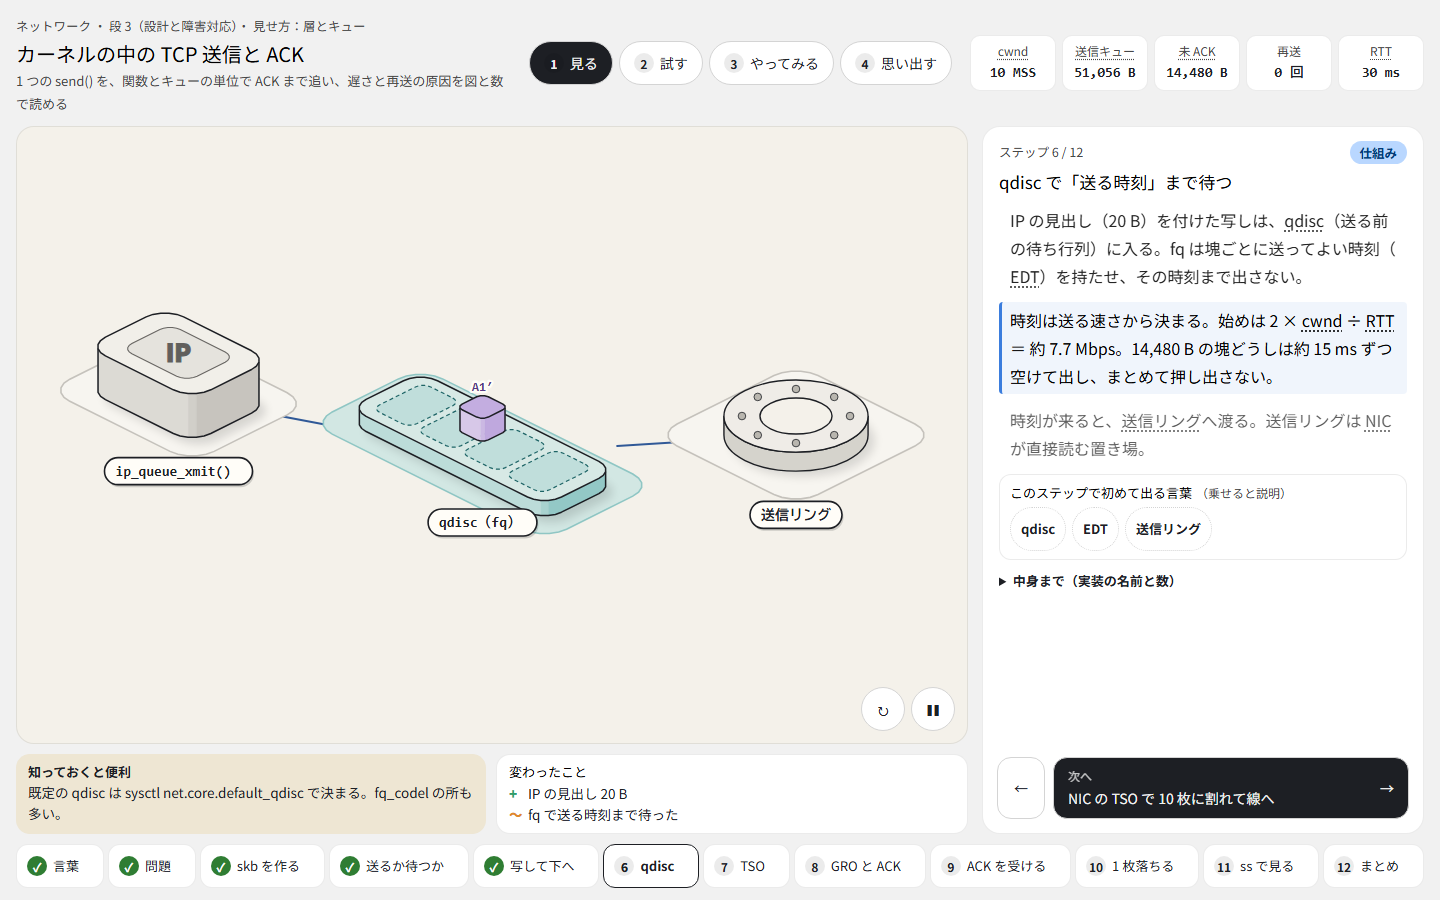 ネットワーク ・ 段 3（設計と障害対応）・ 見せ方：層とキュー
カーネルの中の TCP 送信と ACK
1 つの send() を、関数とキューの単位で ACK まで追い、遅さと再送の原因を図と数
で読める
1 見る
2 試す
3 やってみる
4 思い出す
cwnd
10 MSS
送信キュー
51,056 B
未 ACK
14,480 B
再送
0 回
RTT
30 ms
IP
ip_queue_xmit()
A1′
qdisc（fq）
送信リング
↻
ステップ 6 / 12
仕組み
qdisc で「送る時刻」まで待つ
IP の見出し（20 B）を付けた写しは、qdisc（送る前
の待ち行列）に入る。fq は塊ごとに送ってよい時刻（
EDT）を持たせ、その時刻まで出さない。
時刻は送る速さから決まる。始めは 2 × cwnd ÷ RTT
＝ 約 7.7 Mbps。14,480 B の塊どうしは約 15 ms ずつ
空けて出し、まとめて押し出さない。
時刻が来ると、送信リングへ渡る。送信リングは NIC
が直接読む置き場。
このステップで初めて出る言葉 （乗せると説明）
qdisc
EDT
送信リング
▶ 中身まで（実装の名前と数）
←
次へ
NIC の TSO で 10 枚に割れて線へ
→
知っておくと便利
既定の qdisc は sysctl net.core.default_qdisc で決まる。fq_codel の所も
多い。
変わったこと
+ IP の見出し 20 B
〜 fq で送る時刻まで待った
✓ 言葉
✓ 問題
✓ skb を作る
✓ 送るか待つか
✓ 写して下へ
6 qdisc
7 TSO
8 GRO と ACK
9 ACK を受ける
10 1 枚落ちる
11 ss で見る
12 まとめ